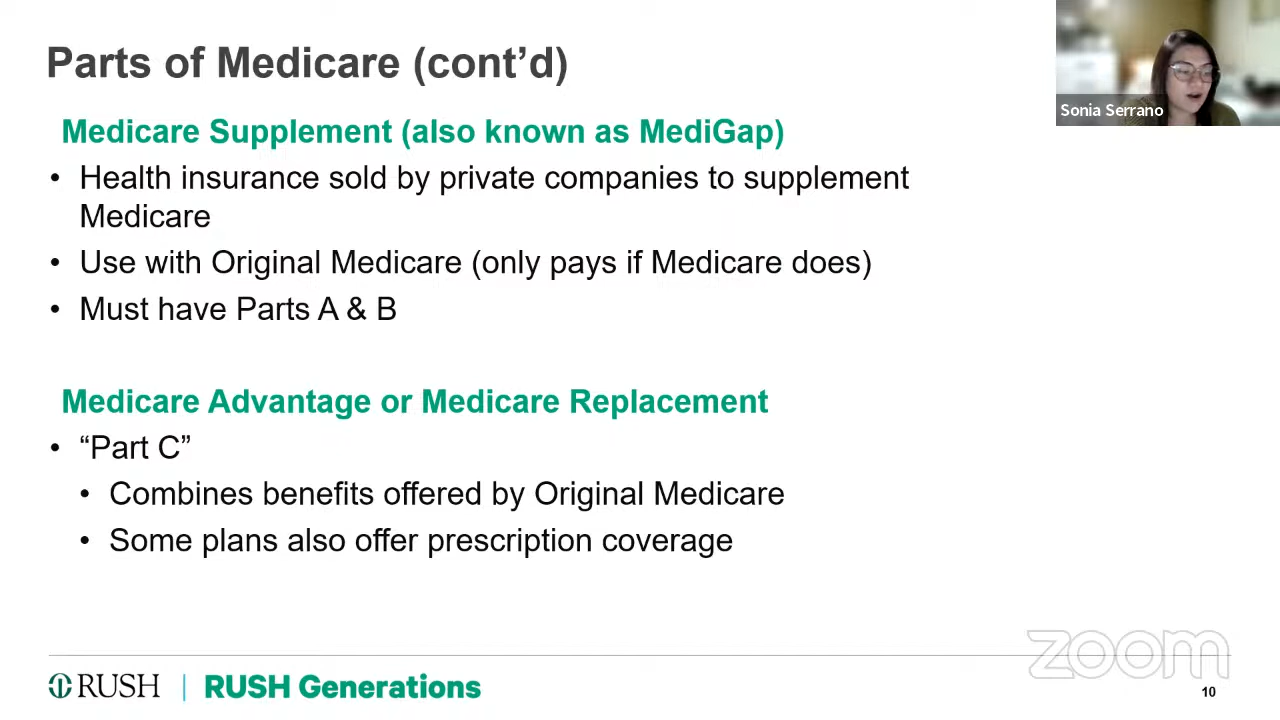 Parts of Medicare (cont’d)
Sonia Serrano
Medicare Supplement (also known as MediGap)
• Health insurance sold by private companies to supplement
Medicare
• Use with Original Medicare (only pays if Medicare does)
• Must have Parts A & B
Medicare Advantage or Medicare Replacement
• “Part C”
• Combines benefits offered by Original Medicare
• Some plans also offer prescription coverage
zoom
RUSH | RUSH Generations
10